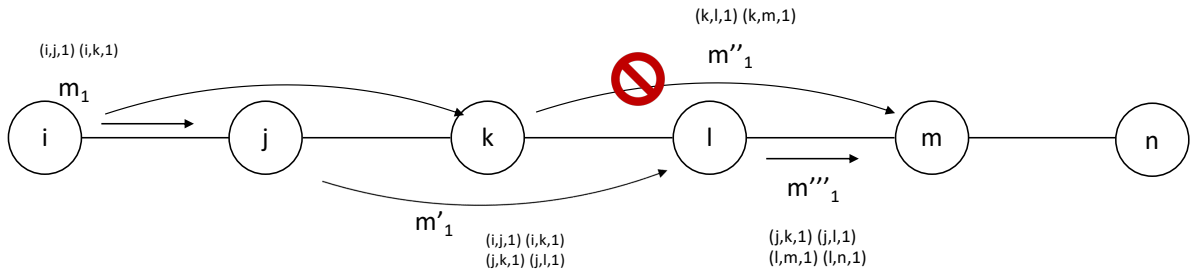 (k,l,1) (k,m,1)
(i,j,1) (i,k,1)
m''₁
m₁
i
j
k
l
m
n
m'₁
m'''₁
(i,j,1) (i,k,1)
(j,k,1) (j,l,1)
(j,k,1) (j,l,1)
(l,m,1) (l,n,1)